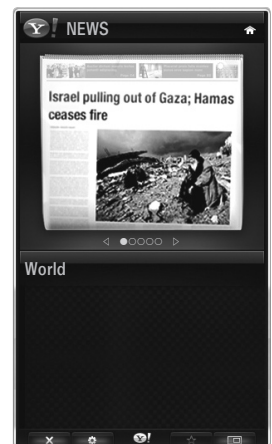 Y! NEWS
Israel pulling out of Gaza; Hamas
ceases fire
World
Y!